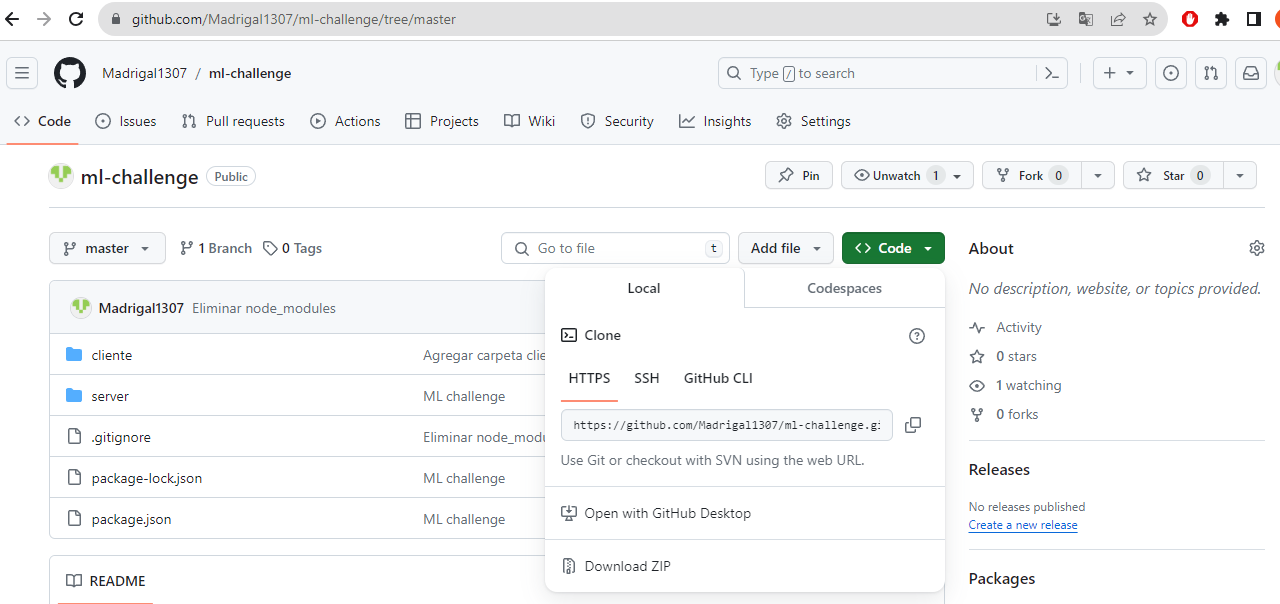 github.com/Madrigal1307/ml-challenge/tree/master
Madrigal1307 / ml-challenge
Type / to search
Code Issues Pull requests Actions Projects Wiki Security Insights Settings
ml-challenge Public
Pin Unwatch 1 Fork 0 Star 0
master 1 Branch 0 Tags
Go to file t Add file Code
Madrigal1307 Eliminar node_modules
cliente Agregar carpeta clie
server ML challenge
.gitignore Eliminar node_modu
package-lock.json ML challenge
package.json ML challenge
README
Local Codespaces
Clone
HTTPS SSH GitHub CLI
https://github.com/Madrigal1307/ml-challenge.gi
Use Git or checkout with SVN using the web URL.
Open with GitHub Desktop
Download ZIP
About
No description, website, or topics provided.
Activity
0 stars
1 watching
0 forks
Releases
No releases published
Create a new release
Packages